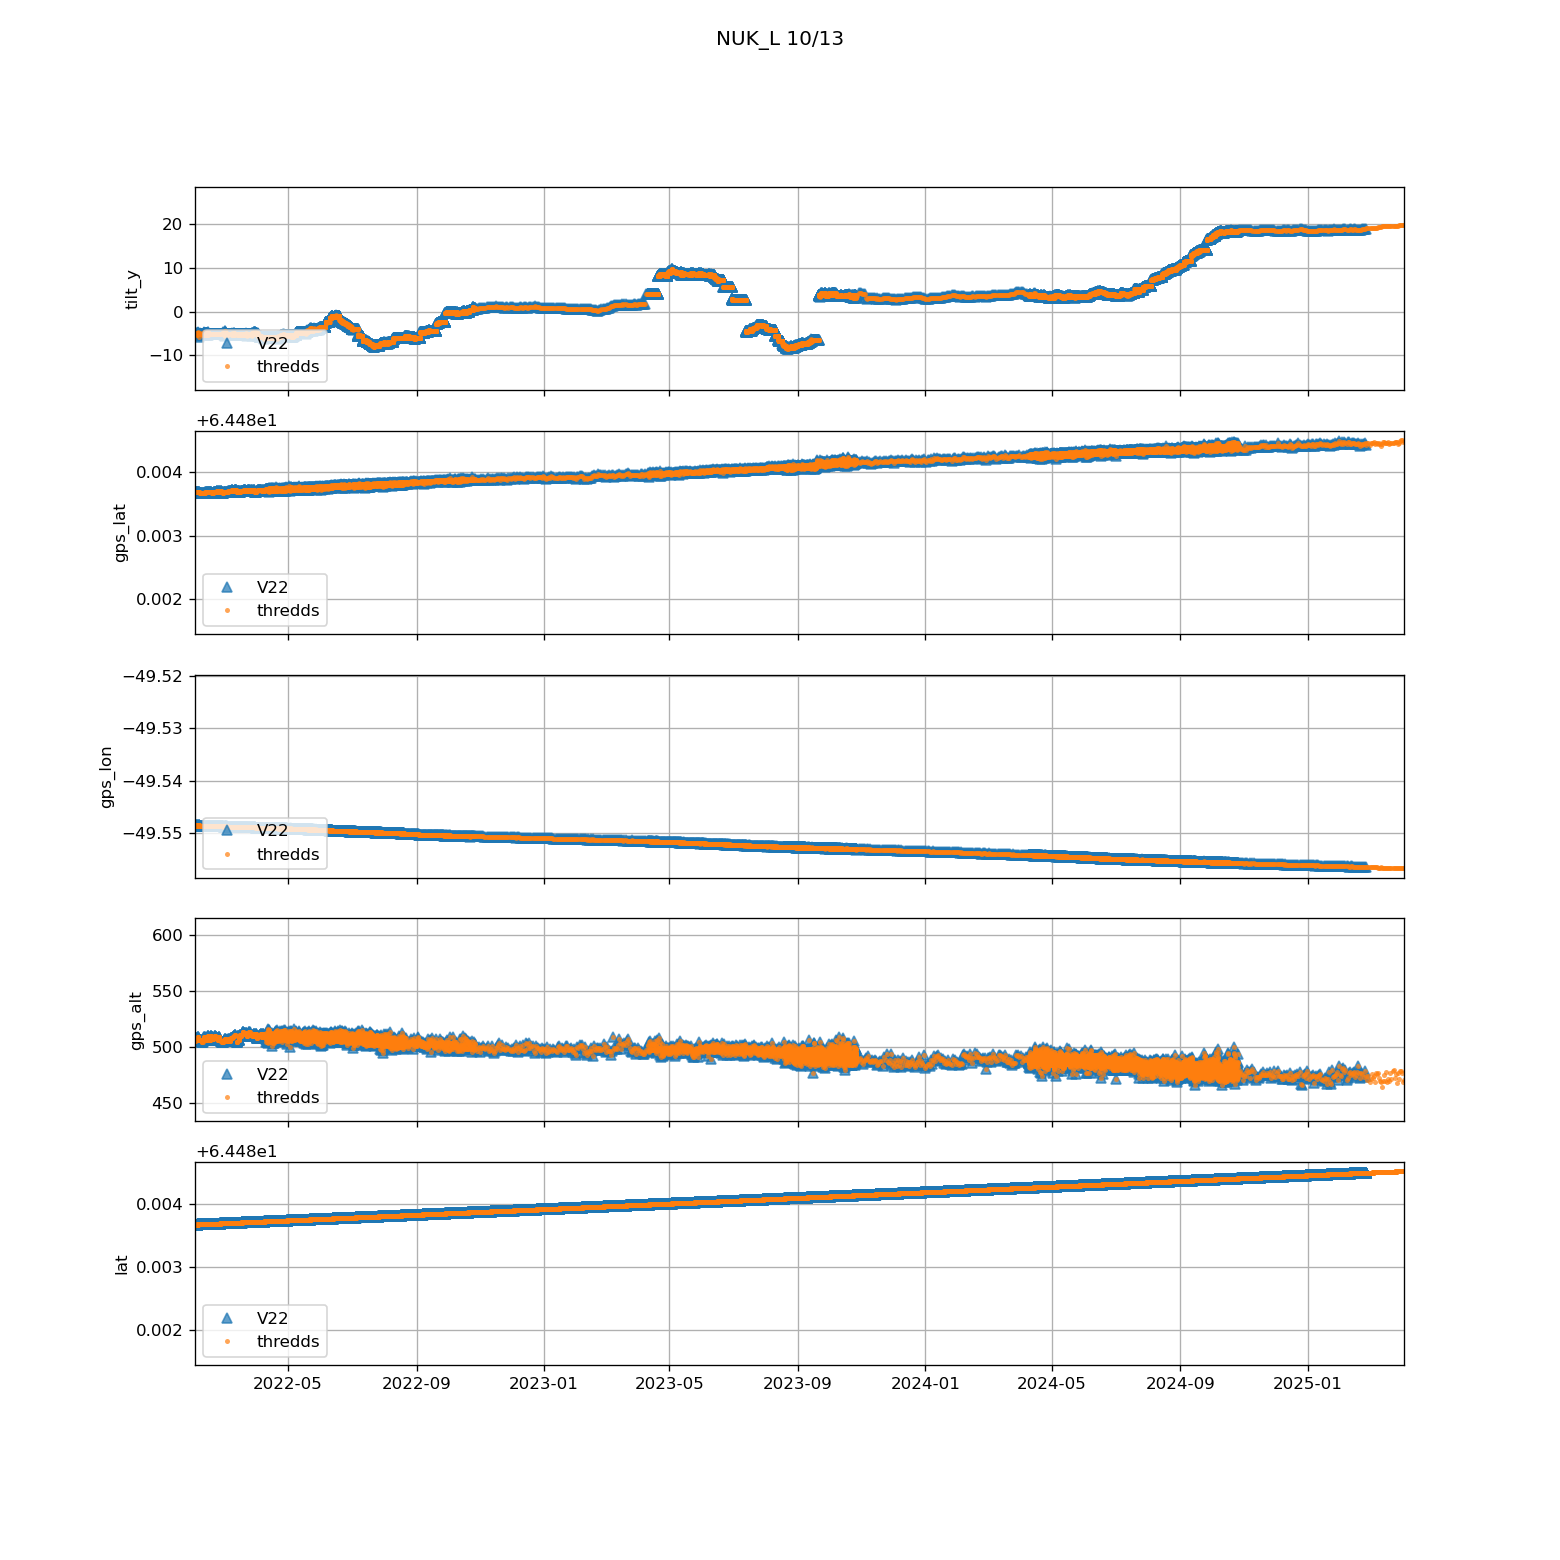 NUK_L 10/13
20
10
0
−10
tilt_y
V22
thredds
+6.448e1
0.004
0.003
0.002
gps_lat
V22
thredds
−49.52
−49.53
−49.54
−49.55
gps_lon
V22
thredds
600
550
500
450
gps_alt
V22
thredds
+6.448e1
0.004
0.003
0.002
lat
V22
thredds
2022-05 2022-09 2023-01 2023-05 2023-09 2024-01 2024-05 2024-09 2025-01